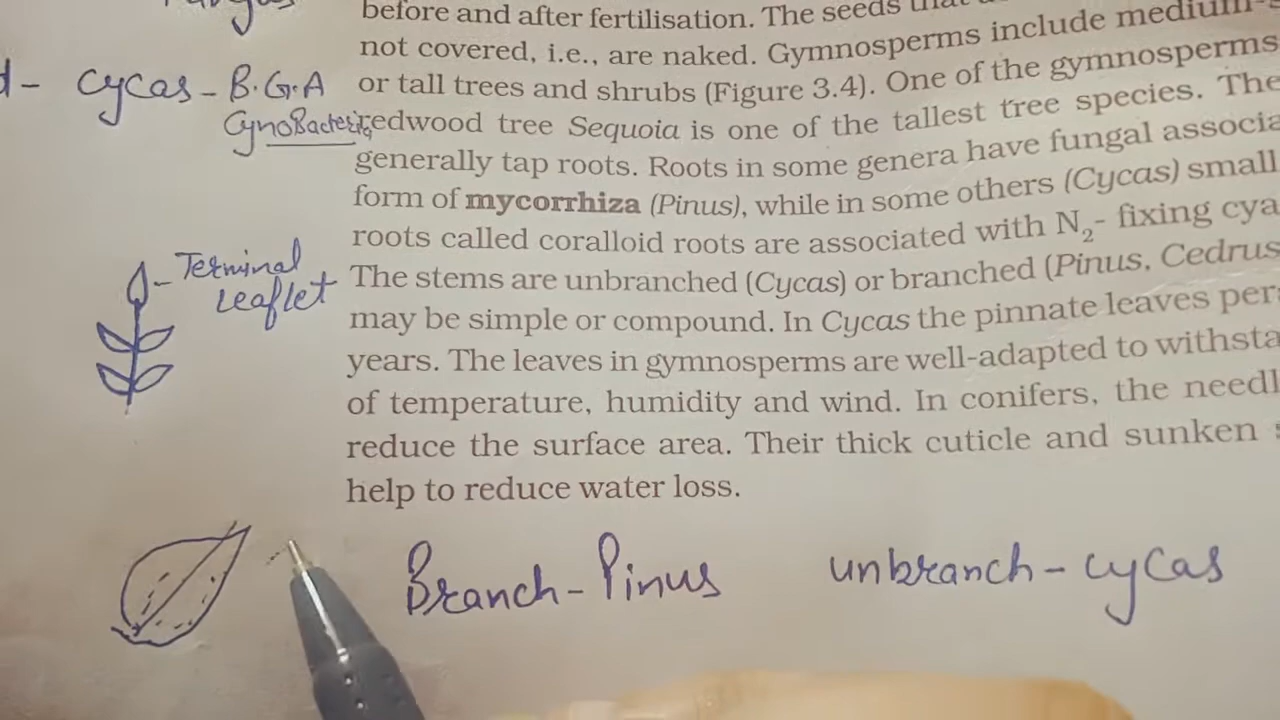 before and after fertilisation. The seeds that
not covered, i.e., are naked. Gymnosperms include medium-s
or tall trees and shrubs (Figure 3.4). One of the gymnosperms
redwood tree Sequoia is one of the tallest tree species. The
generally tap roots. Roots in some genera have fungal associa
form of mycorrhiza (Pinus), while in some others (Cycas) small
roots called coralloid roots are associated with N2- fixing cya
The stems are unbranched (Cycas) or branched (Pinus, Cedrus
may be simple or compound. In Cycas the pinnate leaves per
years. The leaves in gymnosperms are well-adapted to withsta
of temperature, humidity and wind. In conifers, the needl
reduce the surface area. Their thick cuticle and sunken s
help to reduce water loss.
d- Cycas - B.G.A
CynoBacteria
Terminal
Leaflet
Branch - Pinus
unbranch - cycas